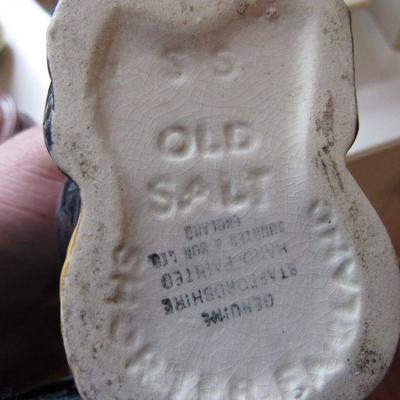 OLD
SALT
GENUINE
STAFFORDSHIRE
HAND PAINTED
SHORTER & SON LTD
ENGLAND